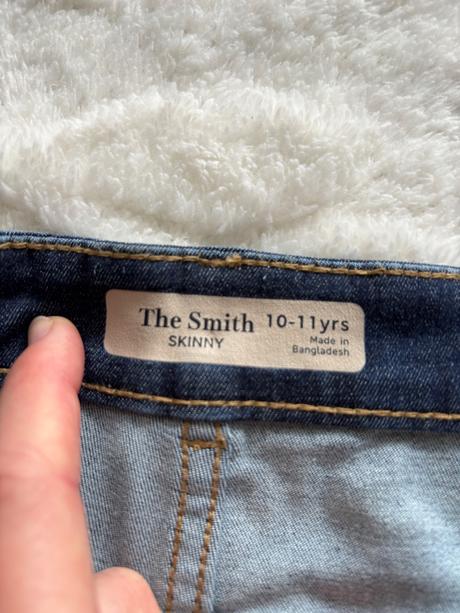 The Smith 10-11yrs
SKINNY Made in
Bangladesh